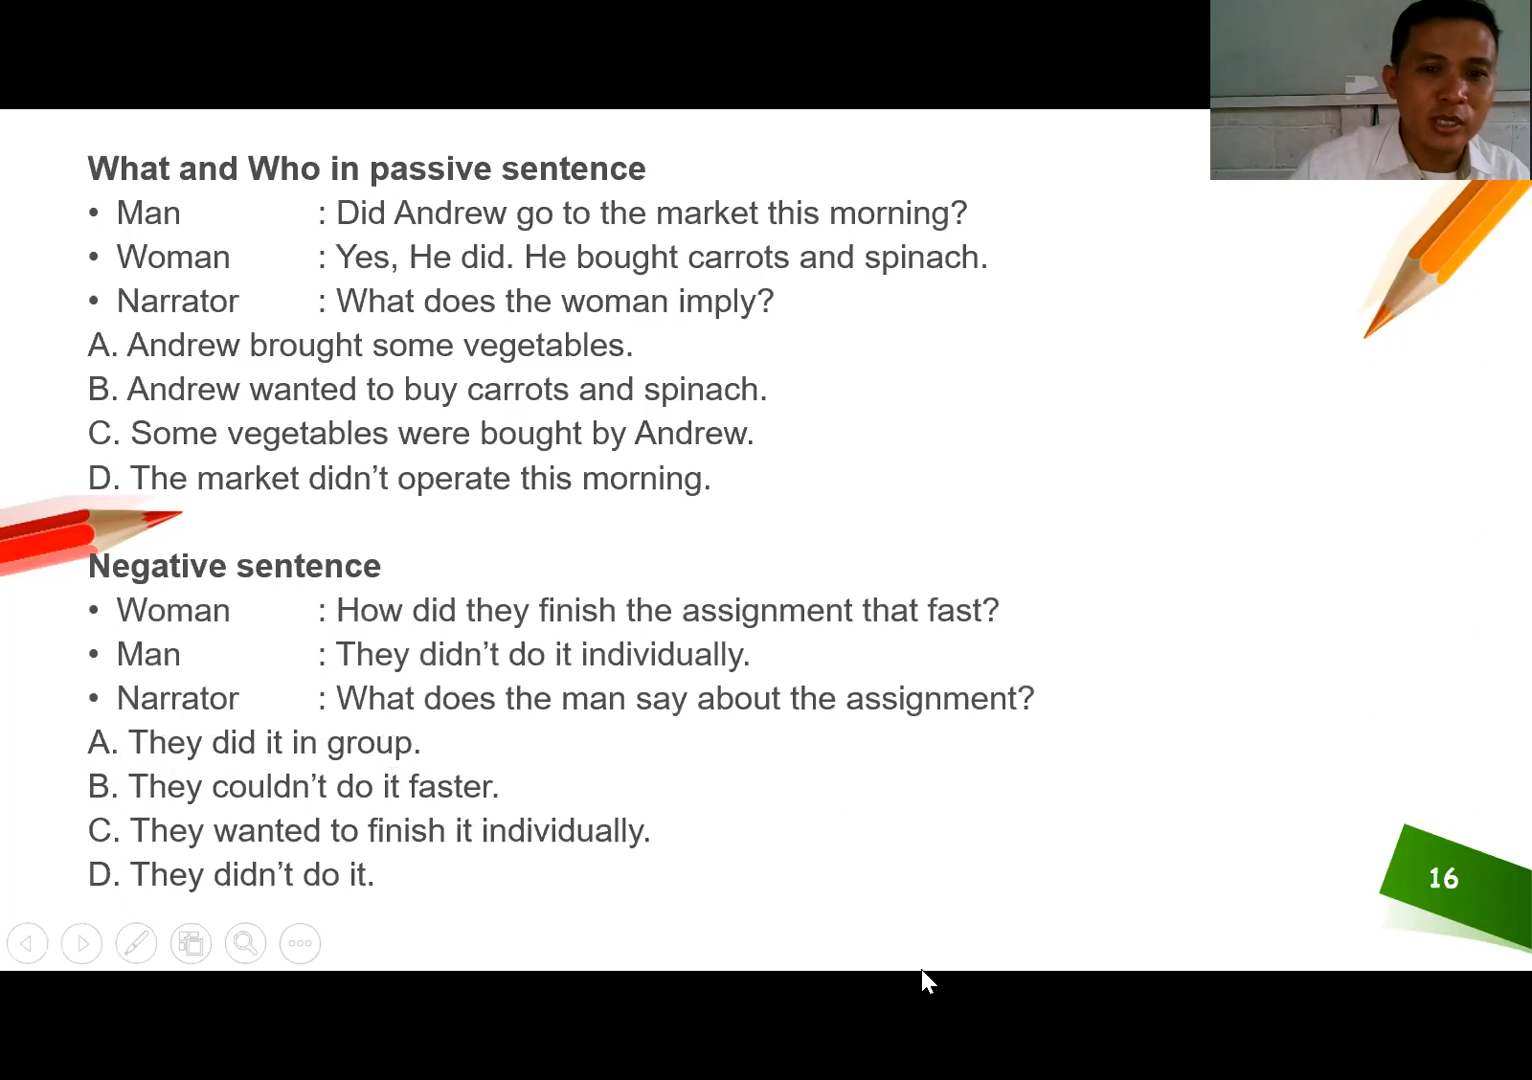 What and Who in passive sentence
• Man : Did Andrew go to the market this morning?
• Woman : Yes, He did. He bought carrots and spinach.
• Narrator : What does the woman imply?
A. Andrew brought some vegetables.
B. Andrew wanted to buy carrots and spinach.
C. Some vegetables were bought by Andrew.
D. The market didn’t operate this morning.
Negative sentence
• Woman : How did they finish the assignment that fast?
• Man : They didn’t do it individually.
• Narrator : What does the man say about the assignment?
A. They did it in group.
B. They couldn’t do it faster.
C. They wanted to finish it individually.
D. They didn’t do it.
16